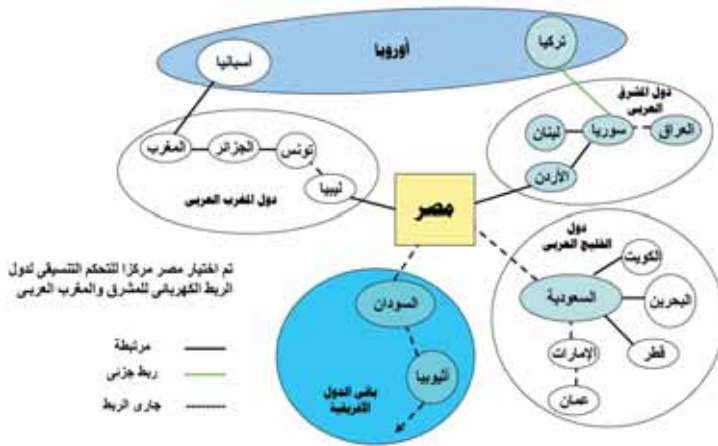 أوروبا
تركيا
أسبانيا
دول المشرق
العربى
العراق
سوريا
لبنان
الأردن
تونس
الجزائر
المغرب
ليبيا
دول المغرب العربى
مصر
دول
الخليج العربى
الكويت
السعودية
البحرين
قطر
الإمارات
عمان
السودان
أثيوبيا
باقى الدول
الأفريقية
تم اختيار مصر مركزا للتحكم التنسيقى لدول
الربط الكهربائى للمشرق والمغرب العربى
مرتبطة
ربط جزئى
جارى الربط